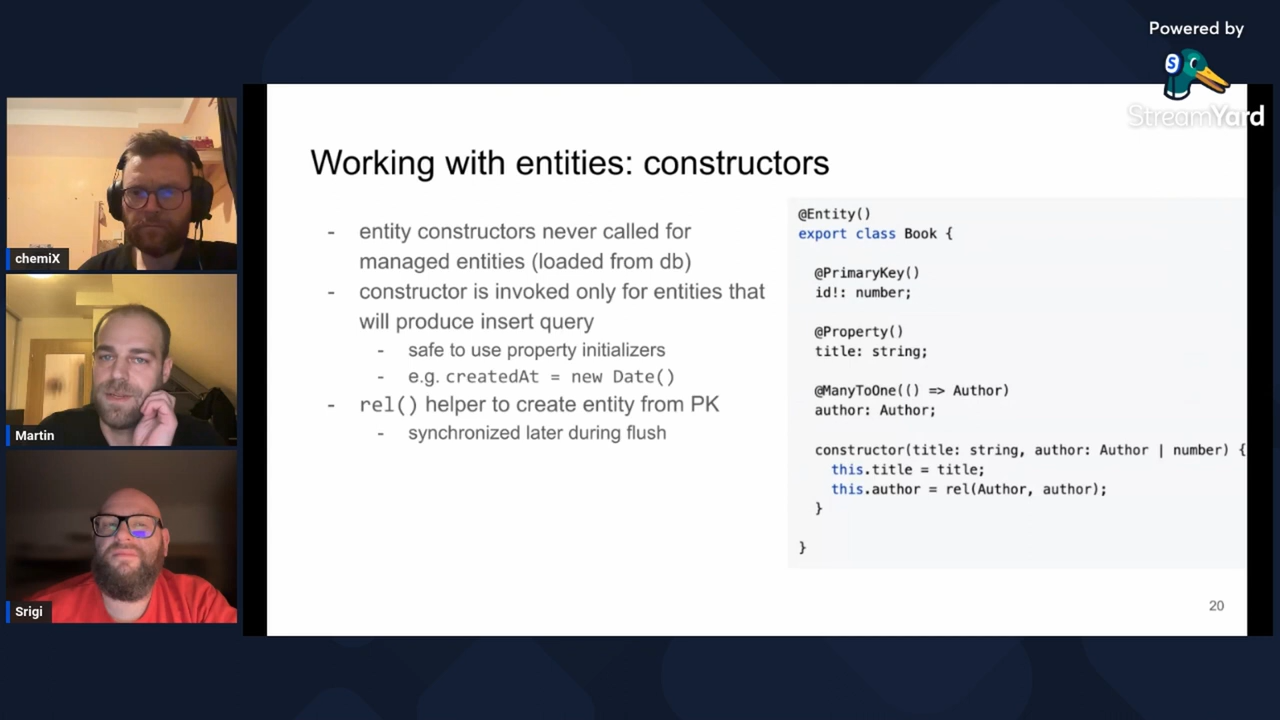 Powered by
S
StreamYard
chemiX
Martin
Srigi
Working with entities: constructors
- entity constructors never called for
managed entities (loaded from db)
- constructor is invoked only for entities that
will produce insert query
- safe to use property initializers
- e.g. createdAt = new Date()
- rel() helper to create entity from PK
- synchronized later during flush
@Entity()
export class Book {
@PrimaryKey()
id!: number;
@Property()
title: string;
@ManyToOne(() => Author)
author: Author;
constructor(title: string, author: Author | number) {
this.title = title;
this.author = rel(Author, author);
}
}
20